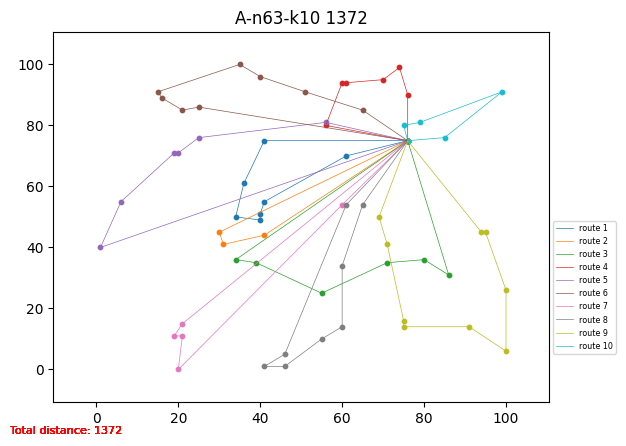 A-n63-k10 1372
100
80
60
40
20
0
0 20 40 60 80 100
route 1
route 2
route 3
route 4
route 5
route 6
route 7
route 8
route 9
route 10
Total distance: 1372